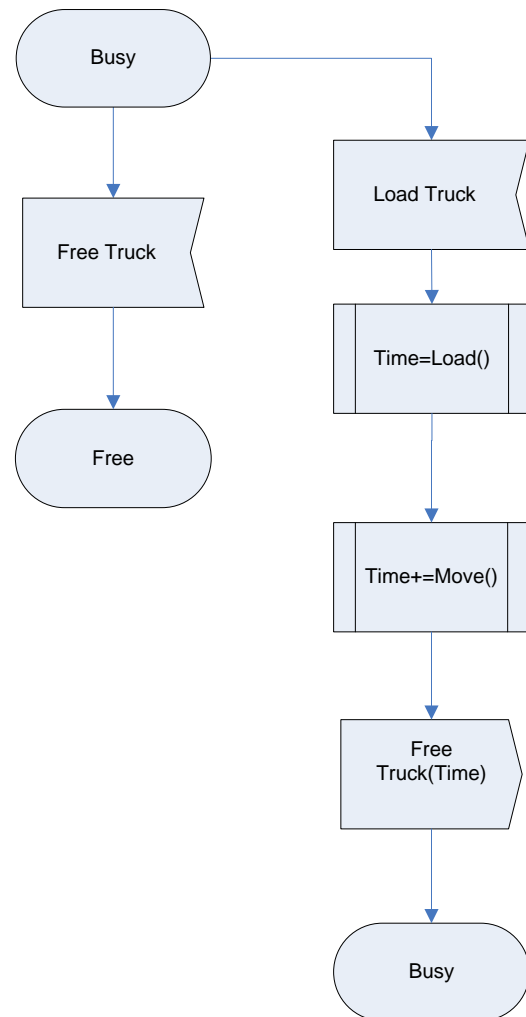 Busy
Free Truck
Free
Load Truck
Time=Load()
Time+=Move()
Free
Truck(Time)
Busy